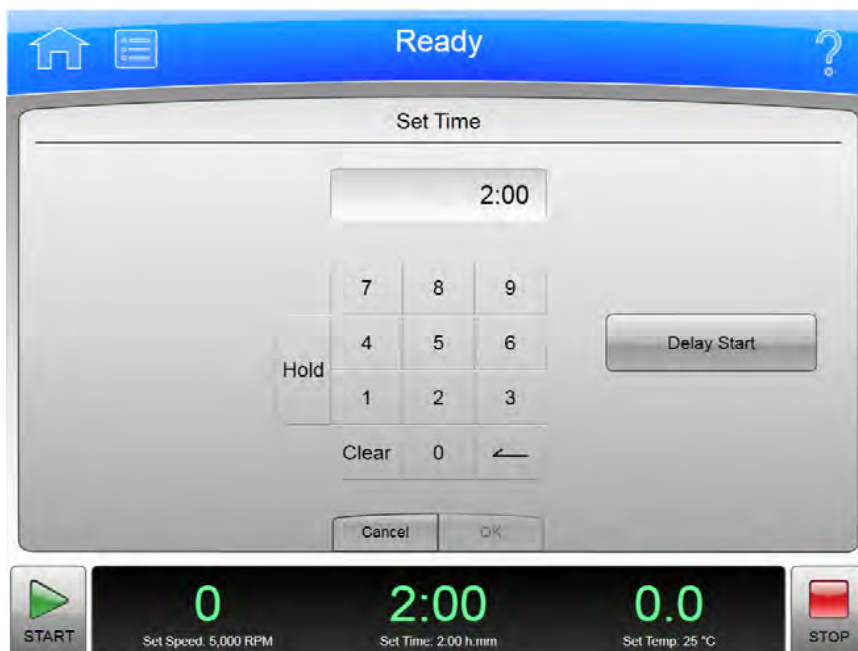 Ready
Set Time
2:00
7 8 9
4 5 6
Hold
1 2 3
Clear 0
Delay Start
Cancel OK
START
0
Set Speed: 5,000 RPM
2:00
Set Time: 2:00 h:mm
0.0
Set Temp: 25 °C
STOP